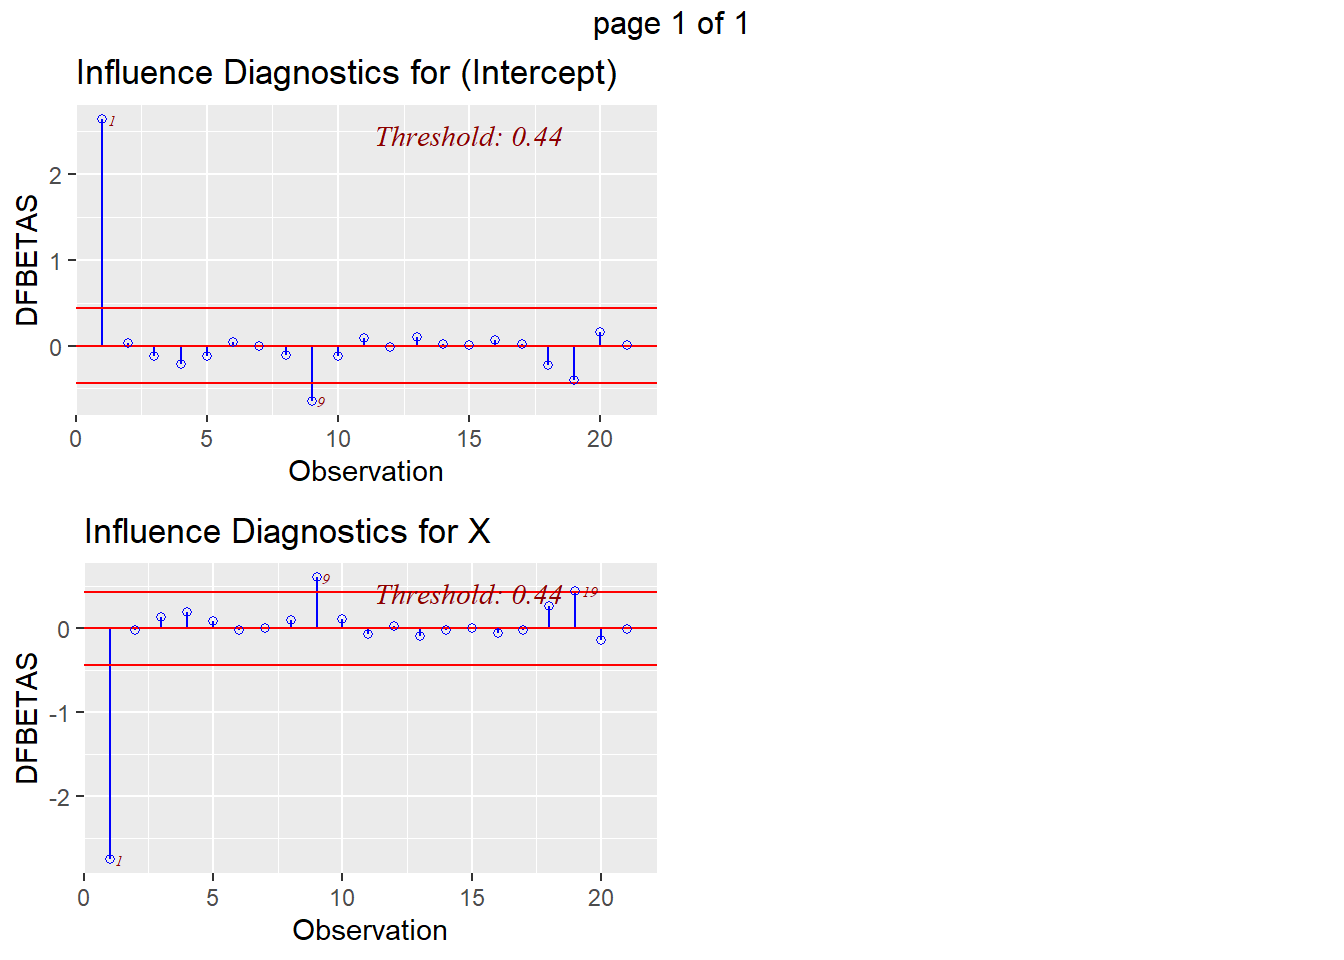 page 1 of 1
Influence Diagnostics for (Intercept)
1
Threshold: 0.44
2
1
0
9
DFBETAS
0 5 10 15 20
Observation
Influence Diagnostics for X
9
Threshold: 0.44
19
0
-1
-2
1
DFBETAS
0 5 10 15 20
Observation